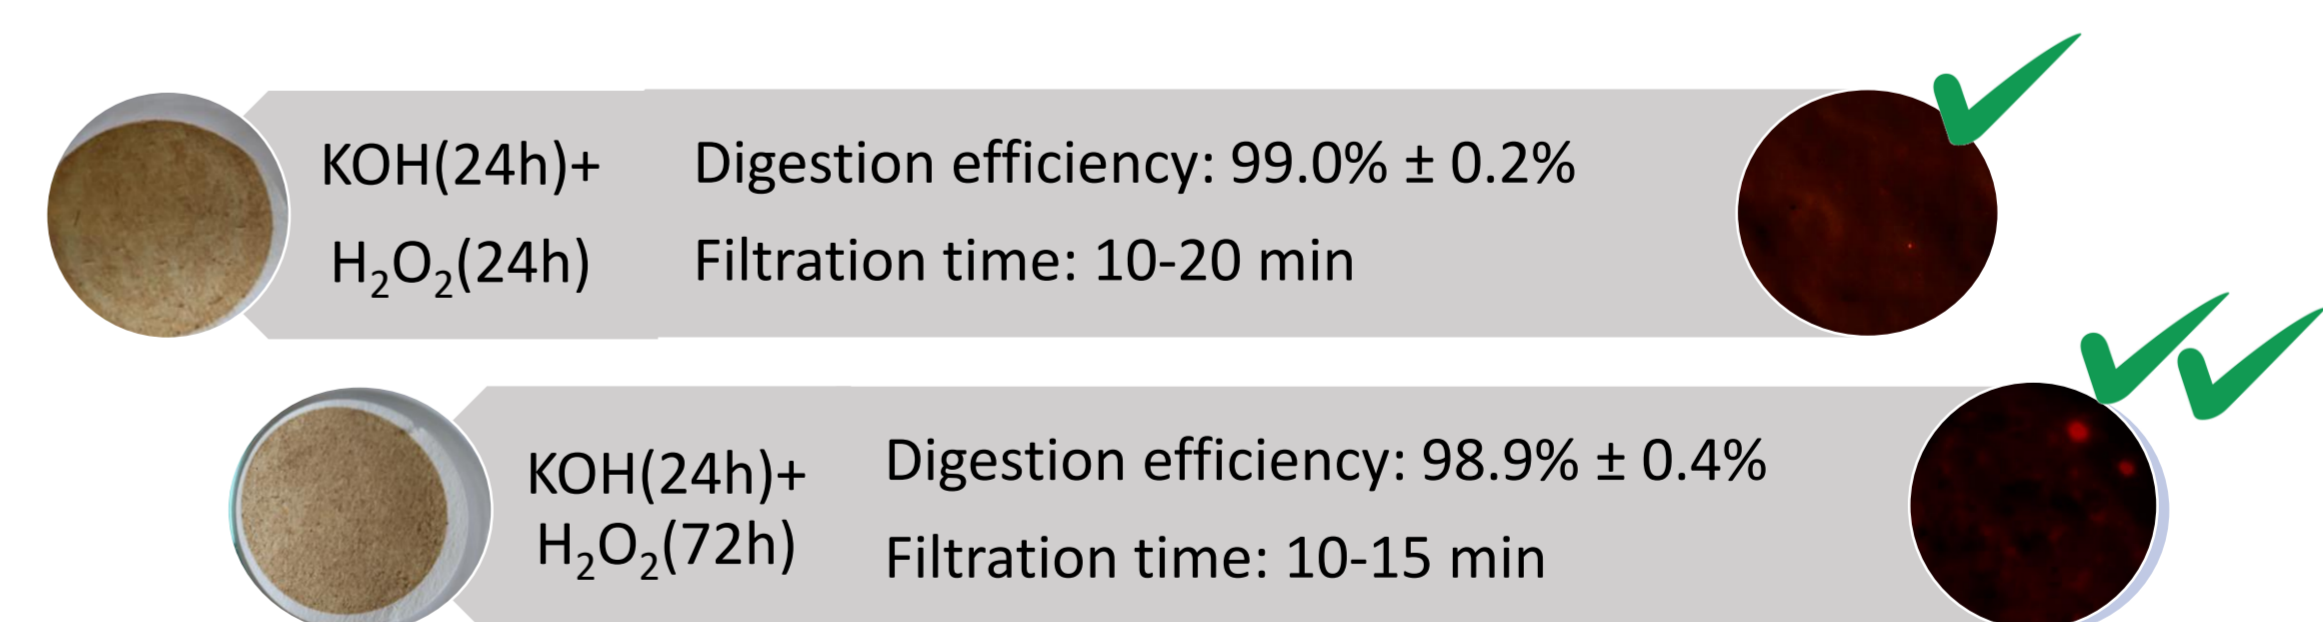 KOH(24h)+
H₂O₂(24h)
Digestion efficiency: 99.0% ± 0.2%
Filtration time: 10-20 min
KOH(24h)+
H₂O₂(72h)
Digestion efficiency: 98.9% ± 0.4%
Filtration time: 10-15 min